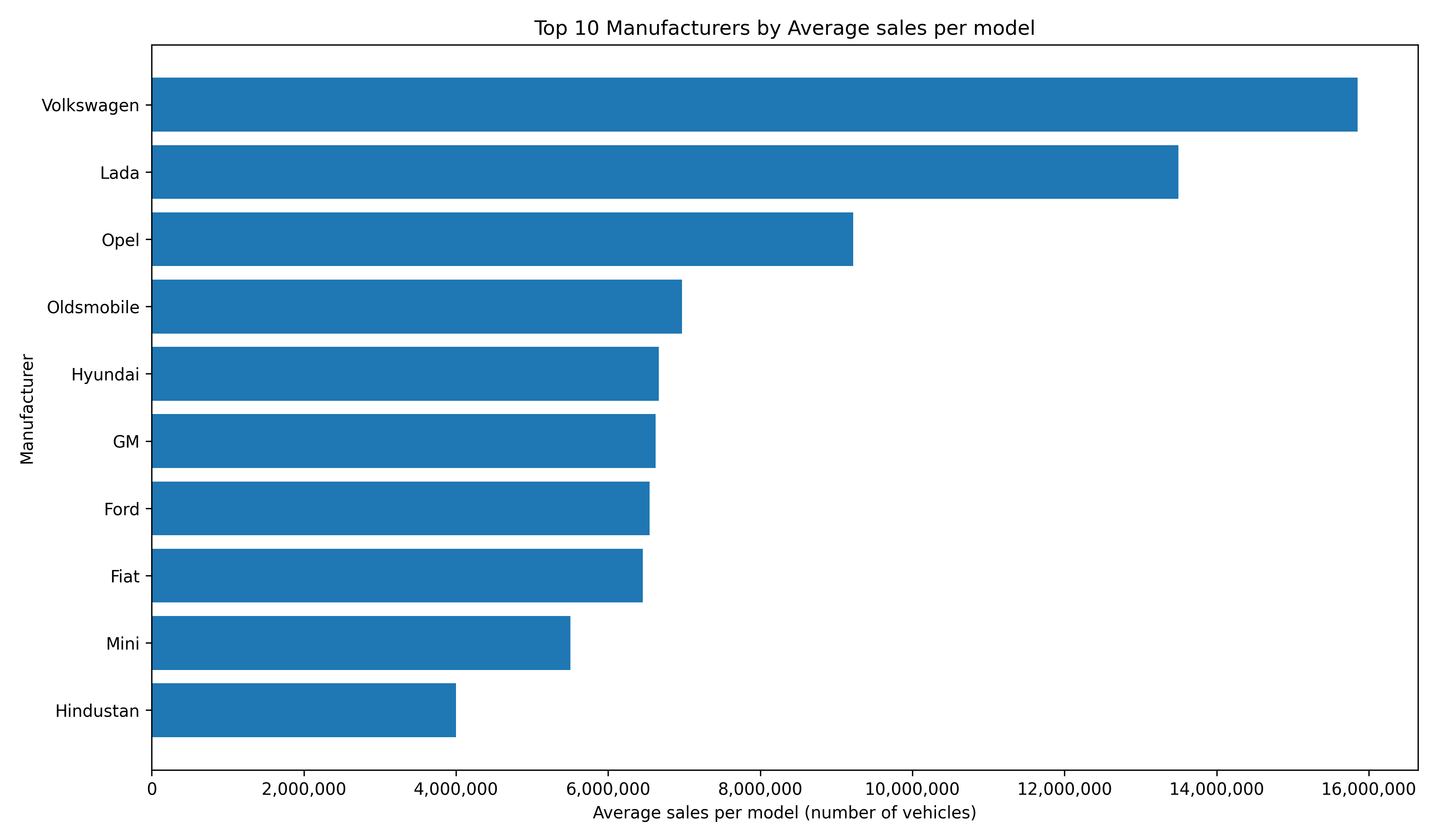 Top 10 Manufacturers by Average sales per model
Manufacturer
Volkswagen
Lada
Opel
Oldsmobile
Hyundai
GM
Ford
Fiat
Mini
Hindustan
0 2,000,000 4,000,000 6,000,000 8,000,000 10,000,000 12,000,000 14,000,000 16,000,000
Average sales per model (number of vehicles)